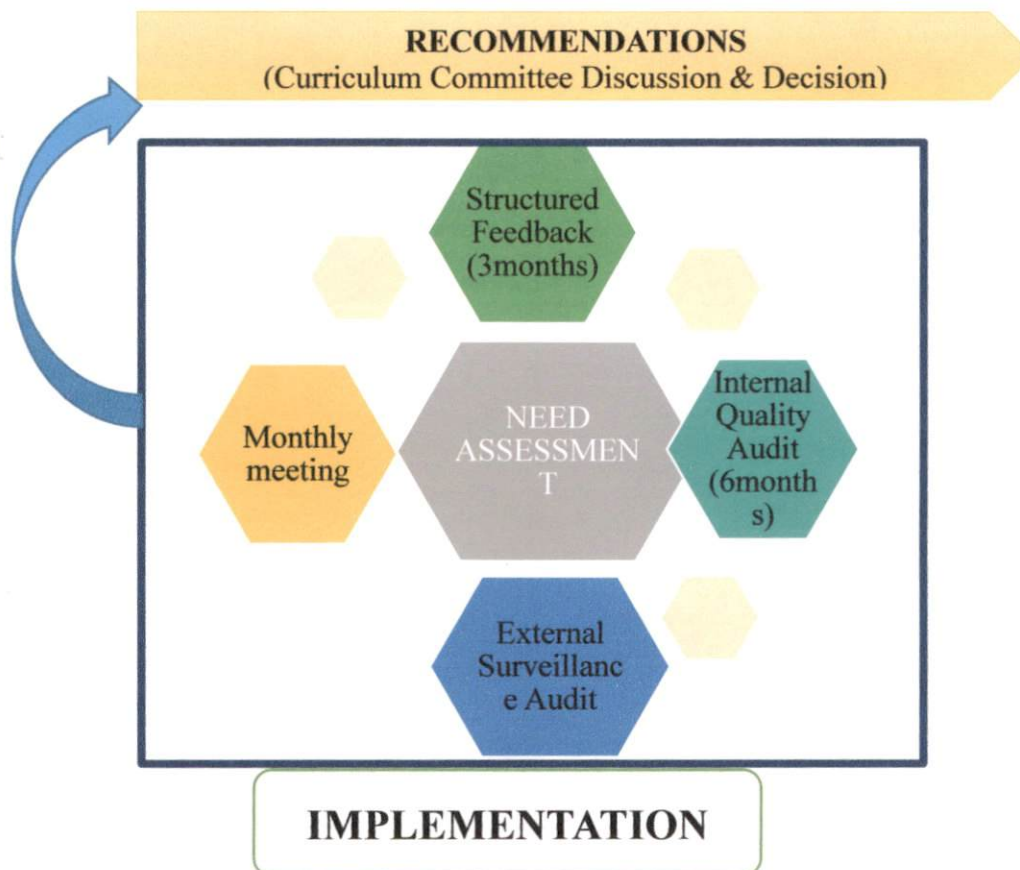 RECOMMENDATIONS
(Curriculum Committee Discussion & Decision)
Structured
Feedback
(3months)
Monthly
meeting
NEED
ASSESSMEN
T
Internal
Quality
Audit
(6month
s)
External
Surveillanc
e Audit
IMPLEMENTATION